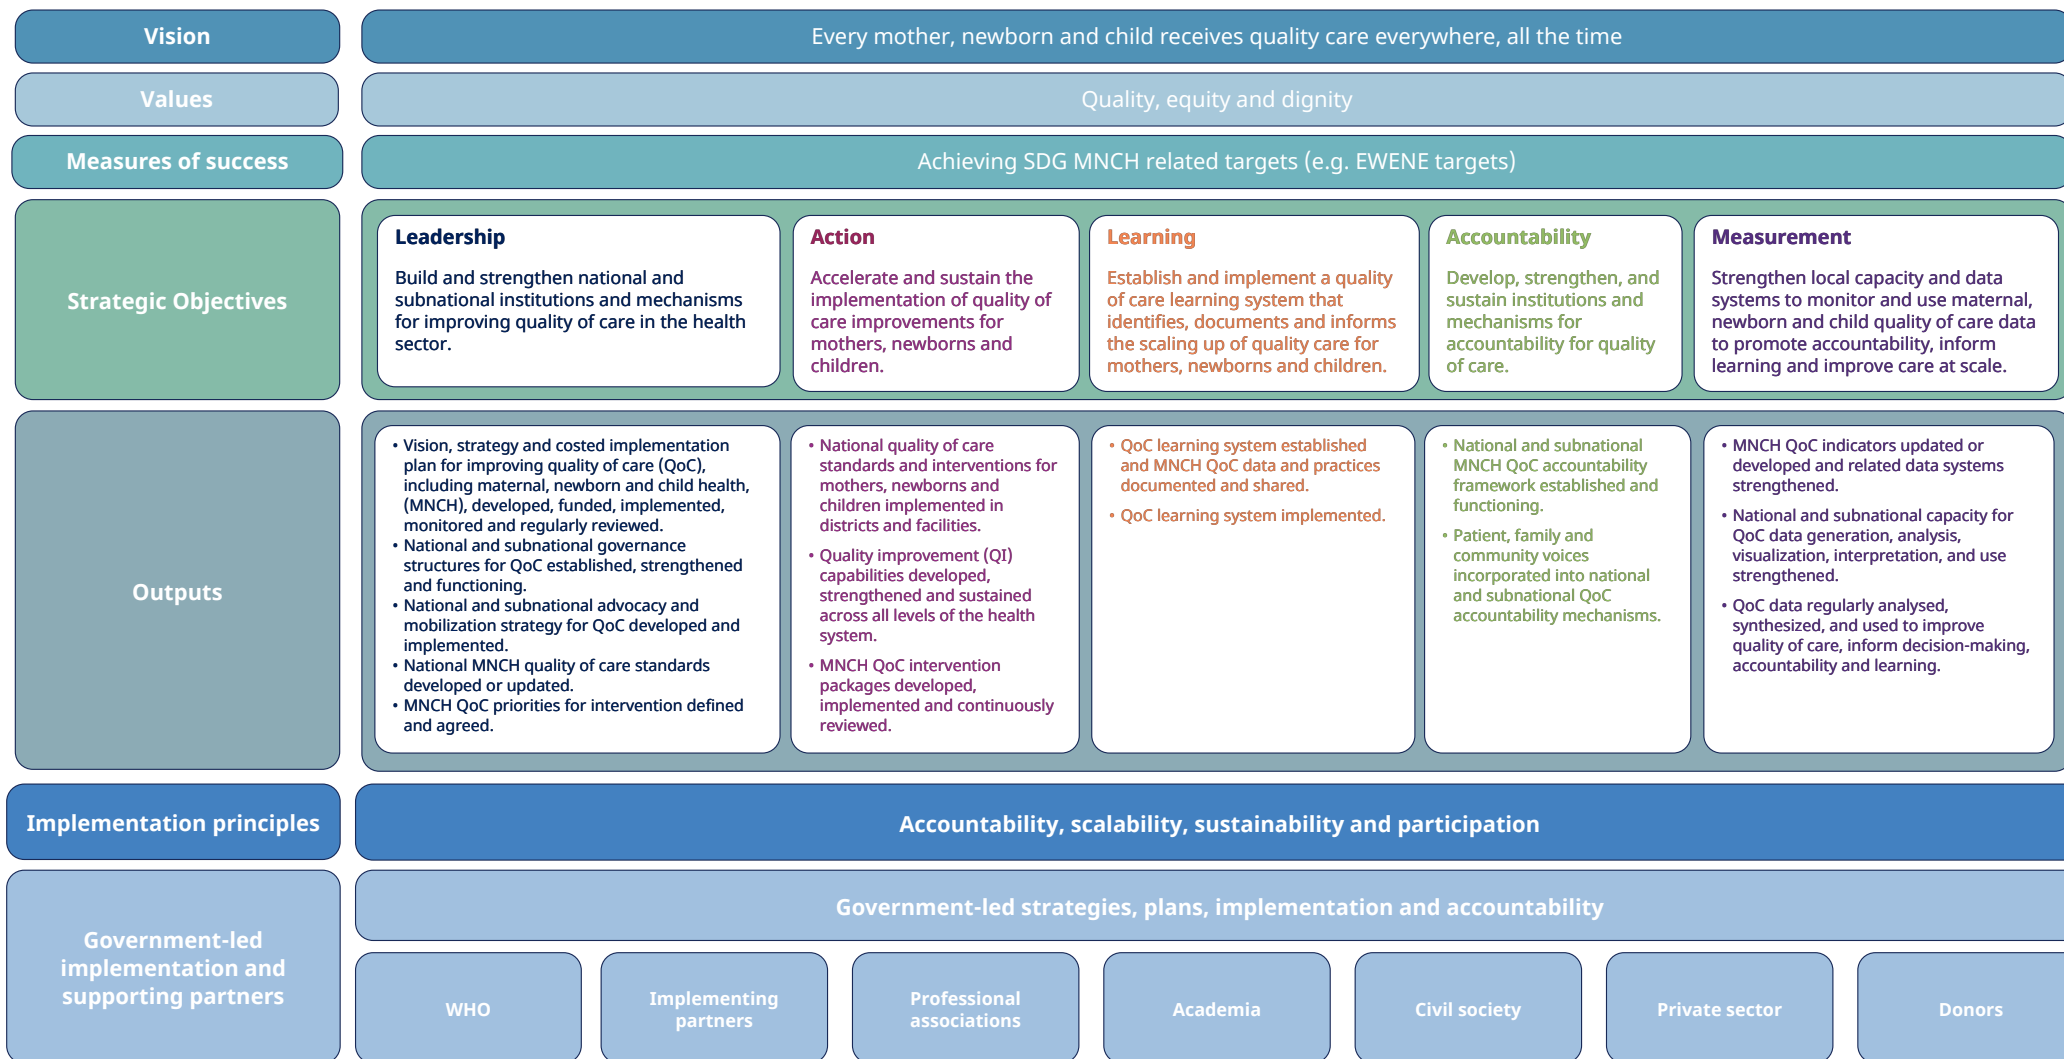 Vision
Every mother, newborn and child receives quality care everywhere, all the time
Values
Quality, equity and dignity
Measures of success
Achieving SDG MNCH related targets (e.g. EWENE targets)
Strategic Objectives
Leadership
Build and strengthen national and
subnational institutions and mechanisms
for improving quality of care in the health
sector.
Action
Accelerate and sustain the
implementation of quality of
care improvements for
mothers, newborns and
children.
Learning
Establish and implement a quality
of care learning system that
identifies, documents and informs
the scaling up of quality care for
mothers, newborns and children.
Accountability
Develop, strengthen, and
sustain institutions and
mechanisms for
accountability for quality
of care.
Measurement
Strengthen local capacity and data
systems to monitor and use maternal,
newborn and child quality of care data
to promote accountability, inform
learning and improve care at scale.
Outputs
• Vision, strategy and costed implementation
plan for improving quality of care (QoC),
including maternal, newborn and child health,
(MNCH), developed, funded, implemented,
monitored and regularly reviewed.
• National and subnational governance
structures for QoC established, strengthened
and functioning.
• National and subnational advocacy and
mobilization strategy for QoC developed and
implemented.
• National MNCH quality of care standards
developed or updated.
• MNCH QoC priorities for intervention defined
and agreed.
• National quality of care
standards and interventions for
mothers, newborns and
children implemented in
districts and facilities.
• Quality improvement (QI)
capabilities developed,
strengthened and sustained
across all levels of the health
system.
• MNCH QoC intervention
packages developed,
implemented and continuously
reviewed.
• QoC learning system established
and MNCH QoC data and practices
documented and shared.
• QoC learning system implemented.
• National and subnational
MNCH QoC accountability
framework established and
functioning.
• Patient, family and
community voices
incorporated into national
and subnational QoC
accountability mechanisms.
• MNCH QoC indicators updated or
developed and related data systems
strengthened.
• National and subnational capacity for
QoC data generation, analysis,
visualization, interpretation, and use
strengthened.
• QoC data regularly analysed,
synthesized, and used to improve
quality of care, inform decision-making,
accountability and learning.
Implementation principles
Accountability, scalability, sustainability and participation
Government-led
implementation and
supporting partners
Government-led strategies, plans, implementation and accountability
WHO
Implementing
partners
Professional
associations
Academia
Civil society
Private sector
Donors